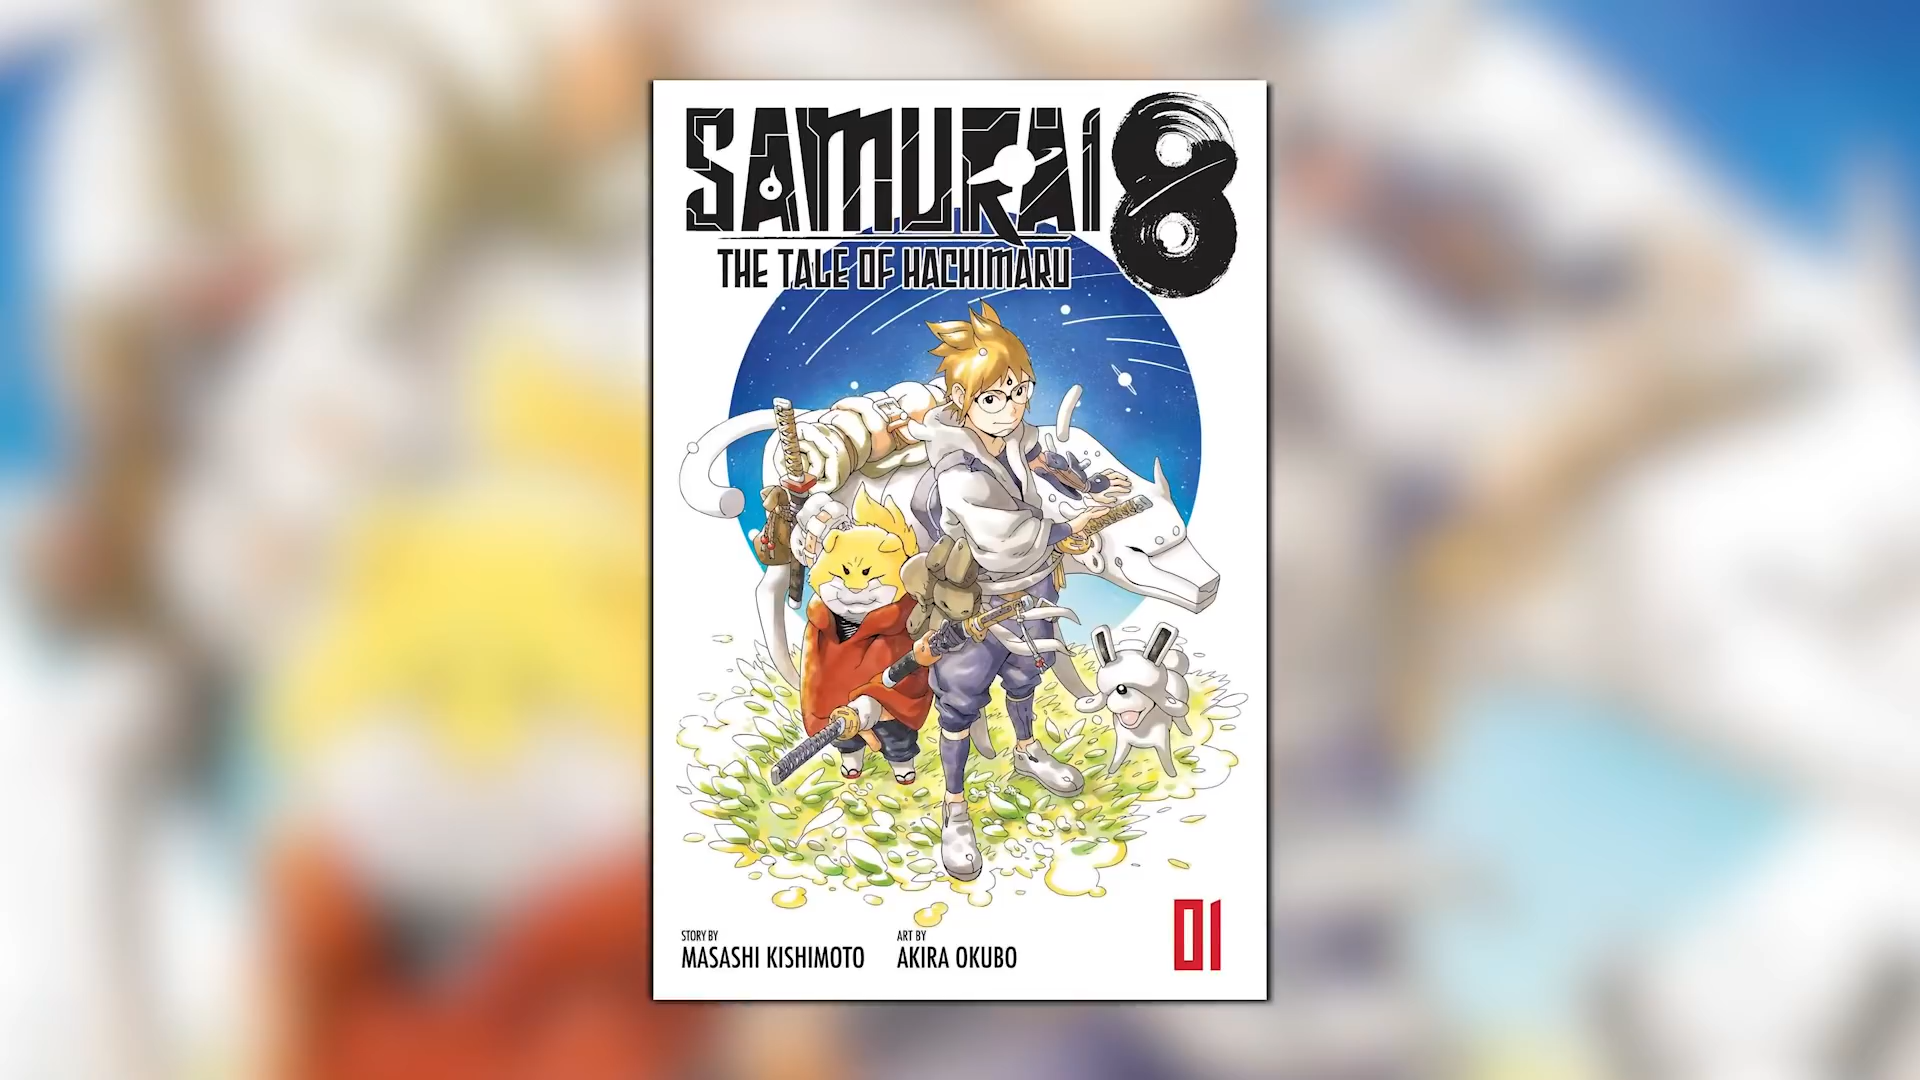 SAMURAI 8
THE TALE OF HACHIMARU
STORY BY
MASASHI KISHIMOTO
ART BY
AKIRA OKUBO
01